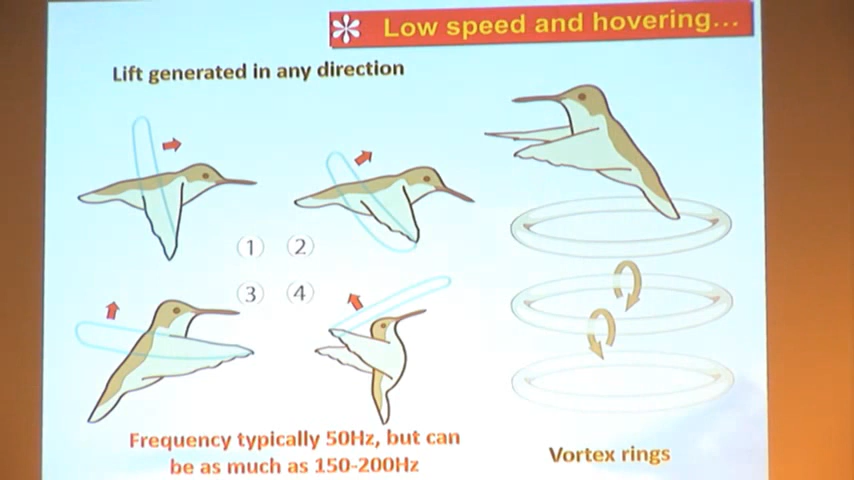 * Low speed and hovering...
Lift generated in any direction
1 2
3 4
Frequency typically 50Hz, but can
be as much as 150-200Hz
Vortex rings